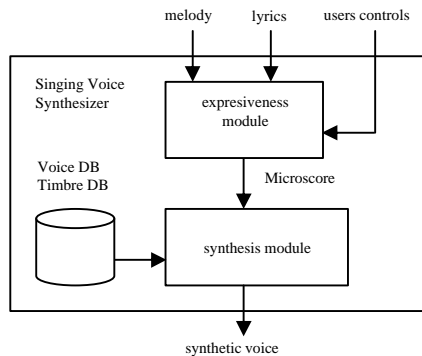 melody
lyrics
users controls
Singing Voice
Synthesizer
expresiveness
module
Voice DB
Timbre DB
Microscore
synthesis module
synthetic voice